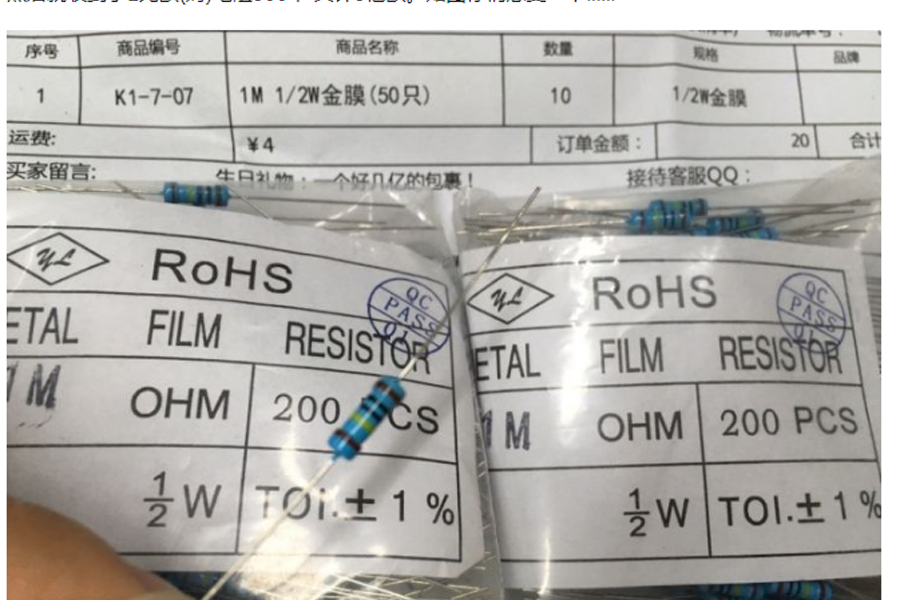 序号 商品编号 商品名称 数量 规格 品牌
1 K1-7-07 1M 1/2W金膜(50只) 10 1/2W金膜
运费: ¥4 订单金额: 20 合计
买家留言: 生日礼物:一个好几亿的包裹! 接待客服QQ:
YL RoHS
QC
PASS
ETAL FILM RESISTOR
1M OHM 200 PCS
1/2 W TOl.± 1 %
YL RoHS
QC
PASS
ETAL FILM RESISTOR
1M OHM 200 PCS
1/2 W TOl.± 1 %